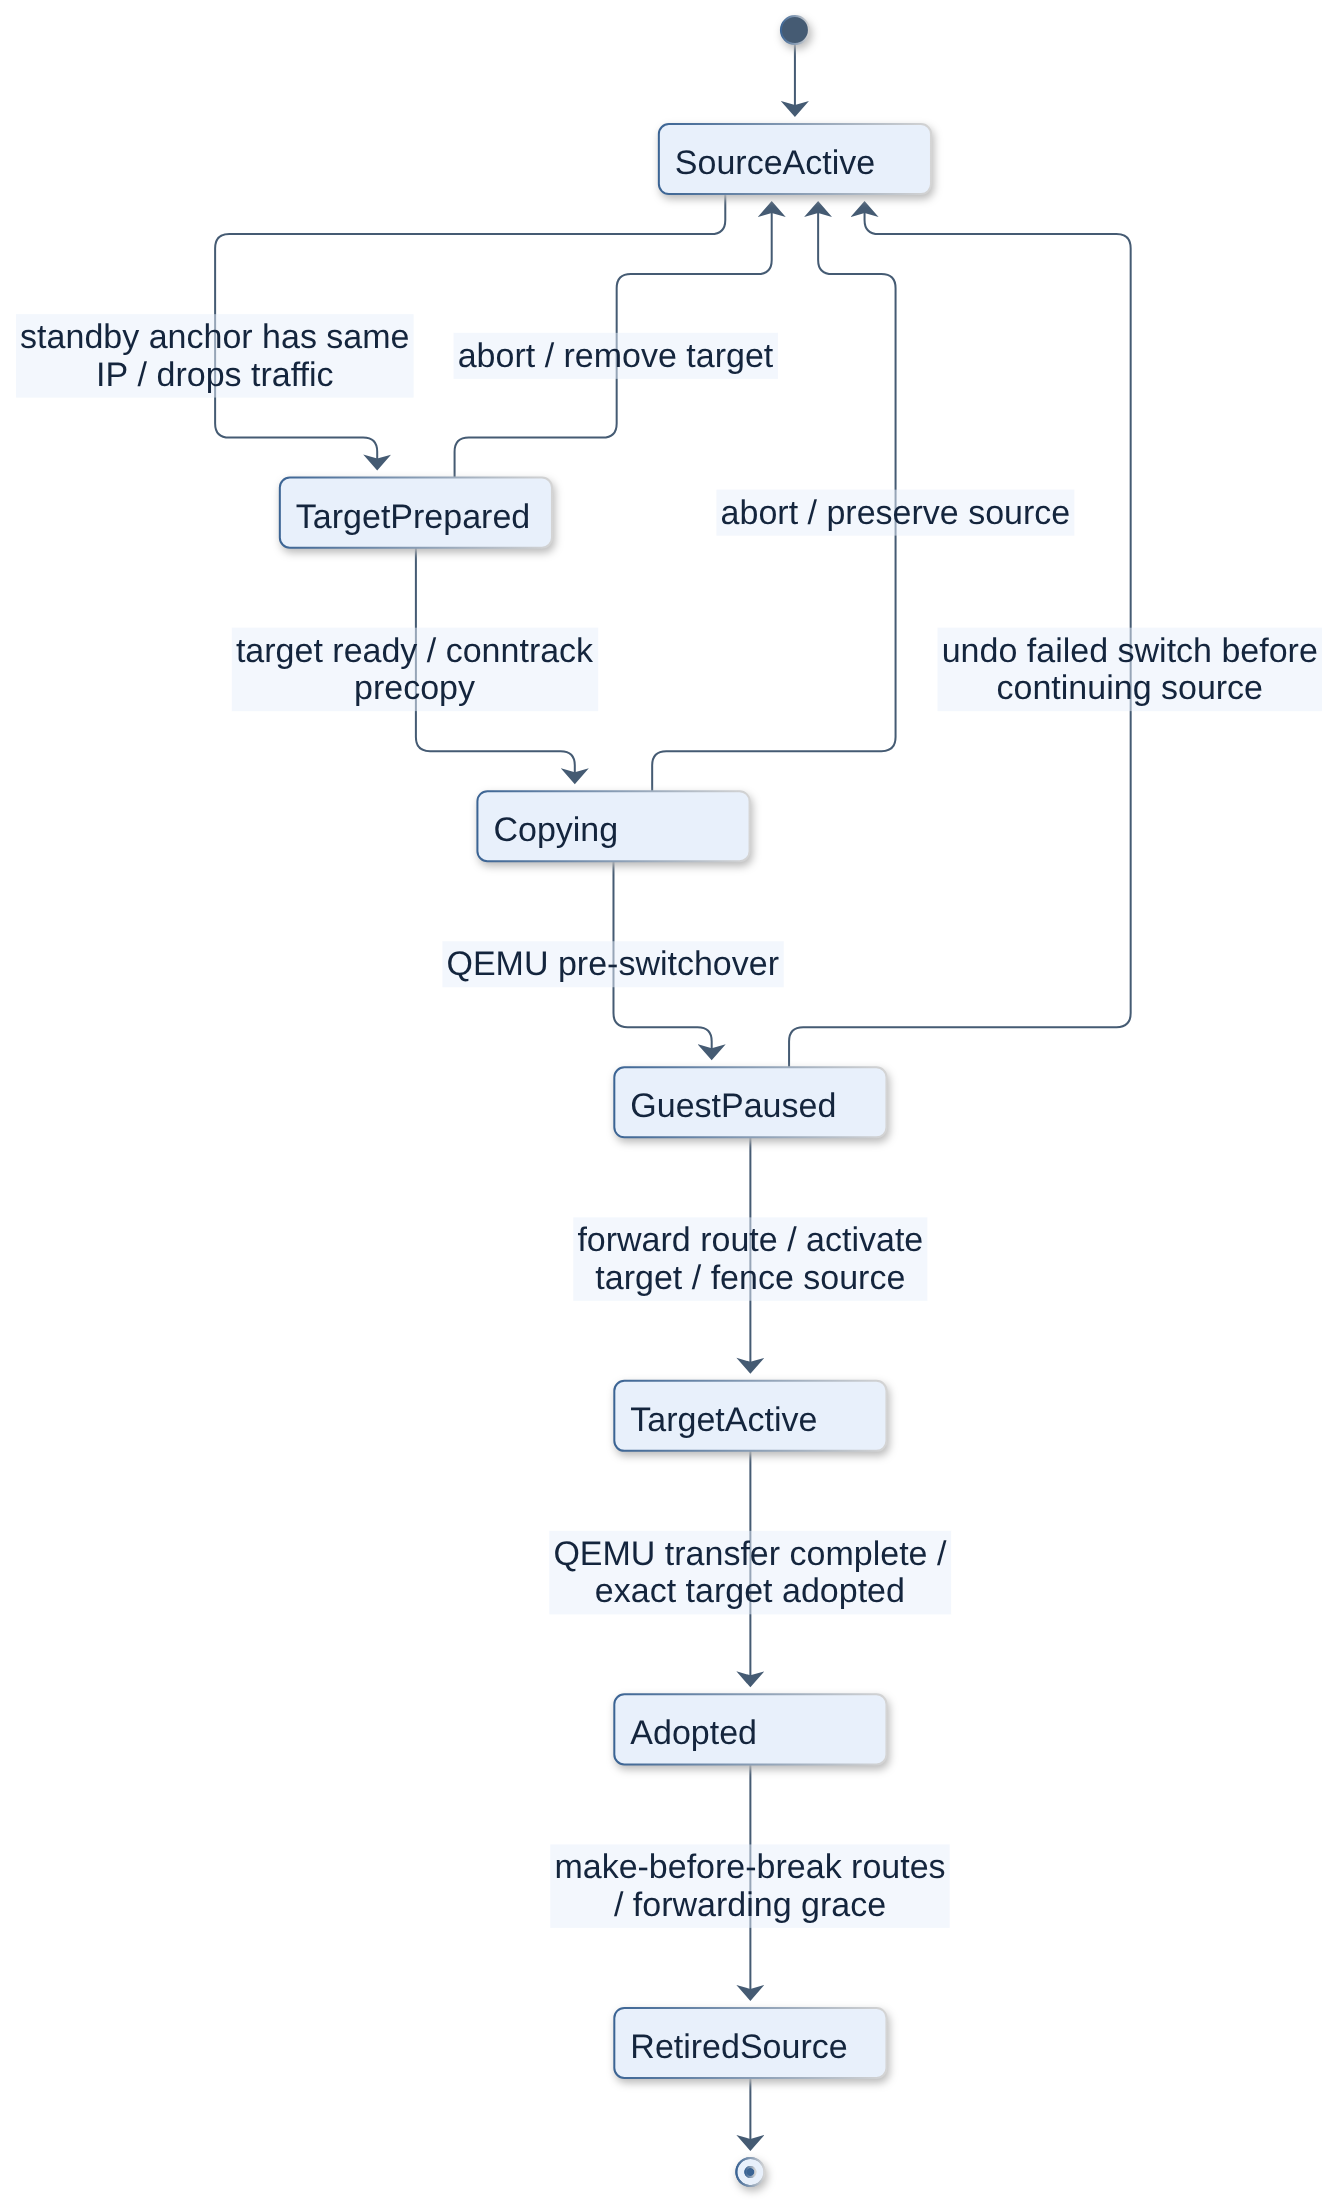 SourceActive
standby anchor has same
IP / drops traffic
abort / remove target
TargetPrepared
abort / preserve source
target ready / conntrack
precopy
undo failed switch before
continuing source
Copying
QEMU pre-switchover
GuestPaused
forward route / activate
target / fence source
TargetActive
QEMU transfer complete /
exact target adopted
Adopted
make-before-break routes
/ forwarding grace
RetiredSource